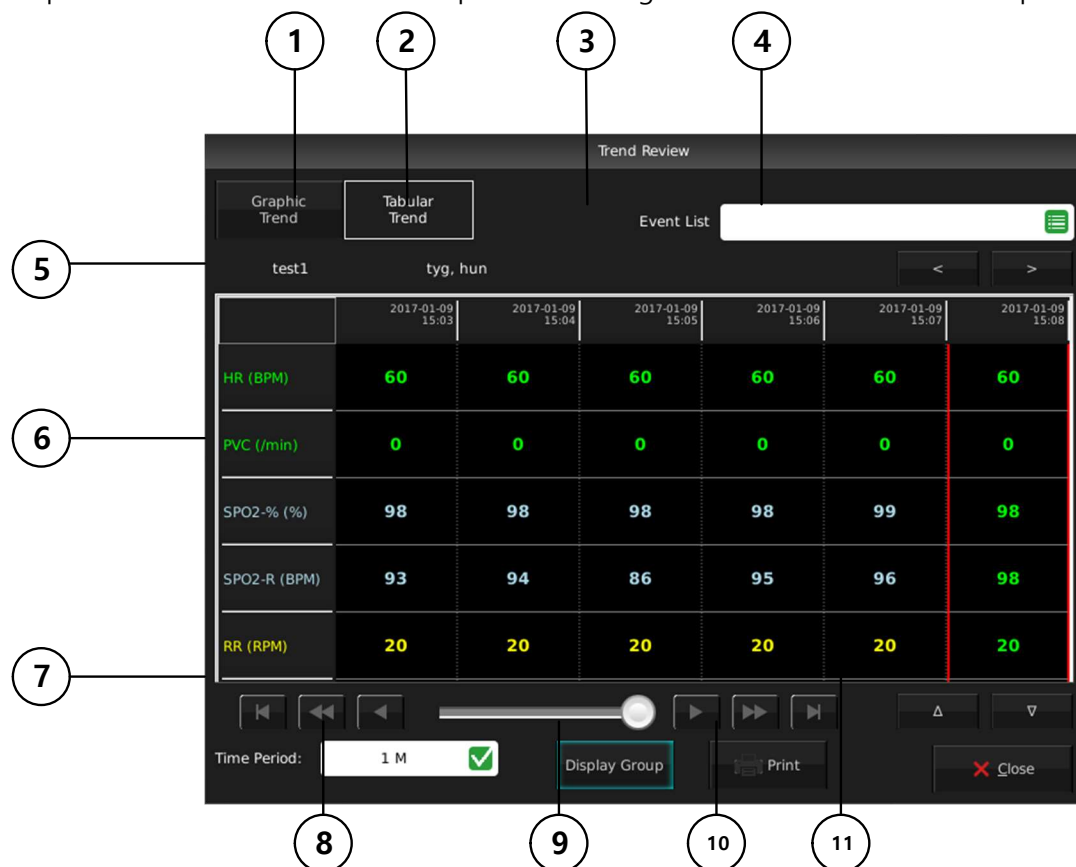 1 2 3 4
Trend Review
Graphic
Trend
Tabular
Trend
Event List
5
test1 tyg, hun < >
2017-01-09
15:03
2017-01-09
15:04
2017-01-09
15:05
2017-01-09
15:06
2017-01-09
15:07
2017-01-09
15:08
HR (BPM) 60 60 60 60 60 60
6
PVC (/min) 0 0 0 0 0 0
SPO2-% (%) 98 98 98 98 99 98
SPO2-R (BPM) 93 94 86 95 96 98
RR (RPM) 20 20 20 20 20 20
7
Time Period: 1 M Display Group Print Close
8 9 10 11